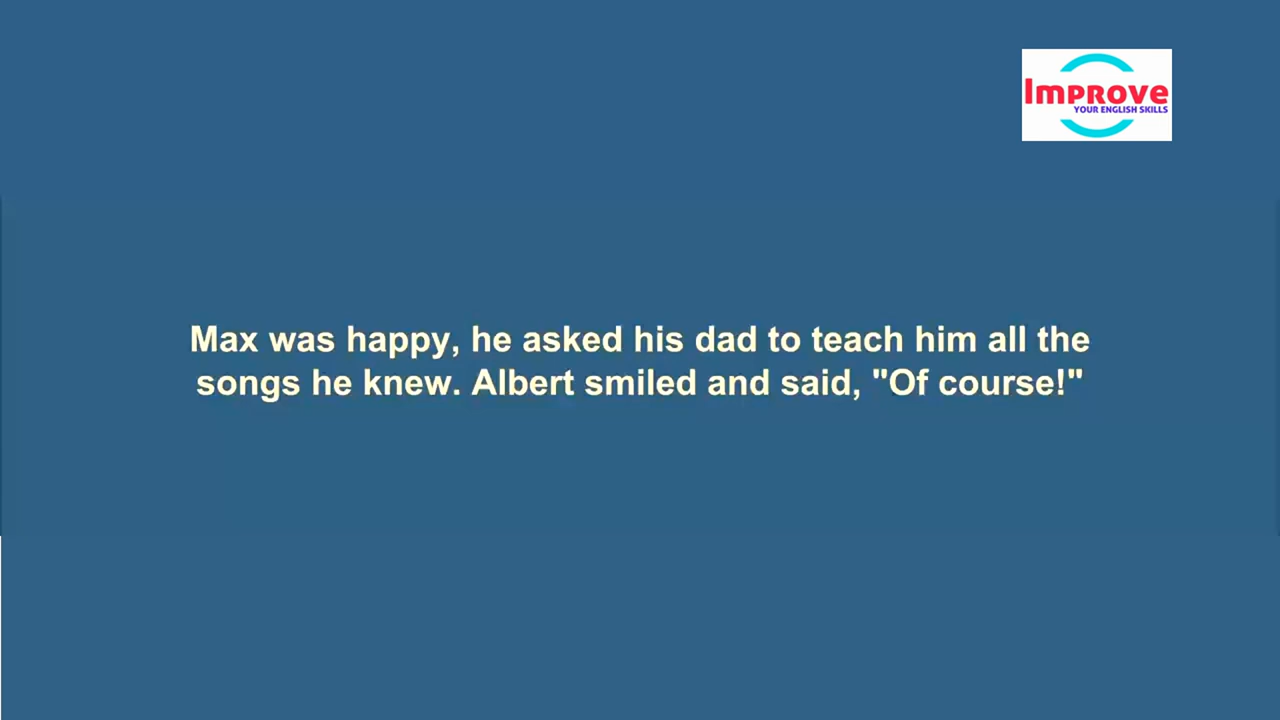 Improve
YOUR ENGLISH SKILLS
Max was happy, he asked his dad to teach him all the
songs he knew. Albert smiled and said, "Of course!"